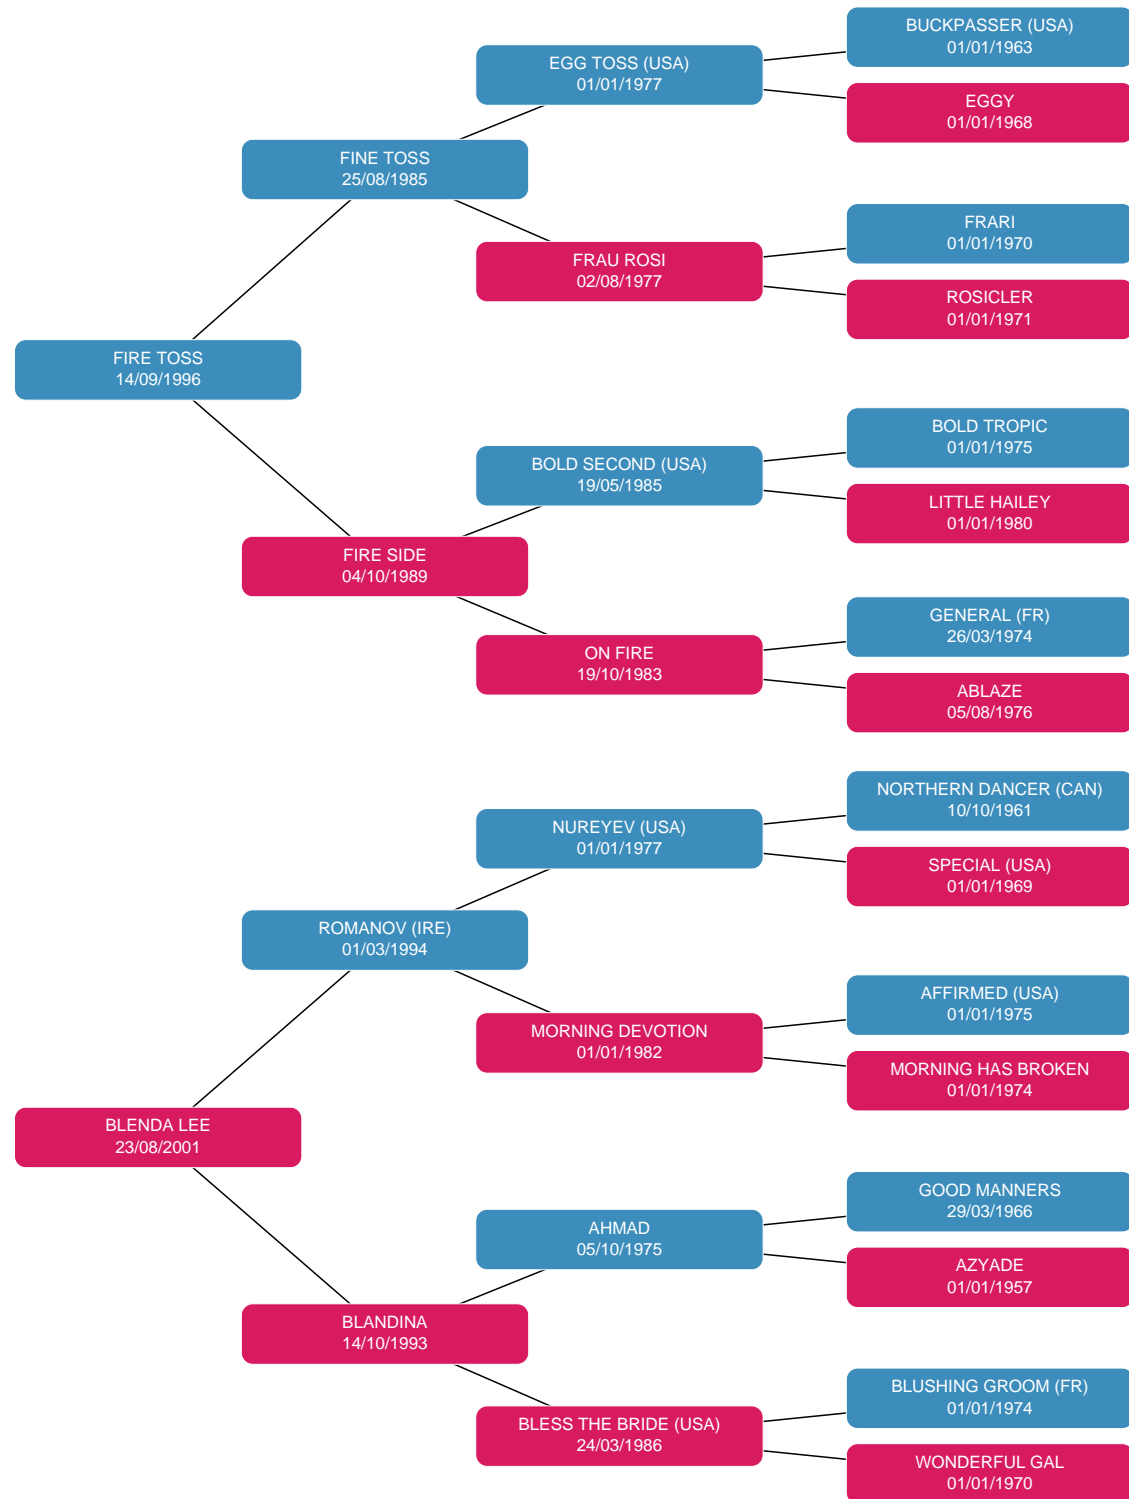 BUCKPASSER (USA)
01/01/1963
EGG TOSS (USA)
01/01/1977
EGGY
01/01/1968
FINE TOSS
25/08/1985
FRARI
01/01/1970
FRAU ROSI
02/08/1977
ROSICLER
01/01/1971
FIRE TOSS
14/09/1996
BOLD TROPIC
01/01/1975
BOLD SECOND (USA)
19/05/1985
LITTLE HAILEY
01/01/1980
FIRE SIDE
04/10/1989
GENERAL (FR)
26/03/1974
ON FIRE
19/10/1983
ABLAZE
05/08/1976
NORTHERN DANCER (CAN)
10/10/1961
NUREYEV (USA)
01/01/1977
SPECIAL (USA)
01/01/1969
ROMANOV (IRE)
01/03/1994
AFFIRMED (USA)
01/01/1975
MORNING DEVOTION
01/01/1982
MORNING HAS BROKEN
01/01/1974
BLENDA LEE
23/08/2001
GOOD MANNERS
29/03/1966
AHMAD
05/10/1975
AZYADE
01/01/1957
BLANDINA
14/10/1993
BLUSHING GROOM (FR)
01/01/1974
BLESS THE BRIDE (USA)
24/03/1986
WONDERFUL GAL
01/01/1970